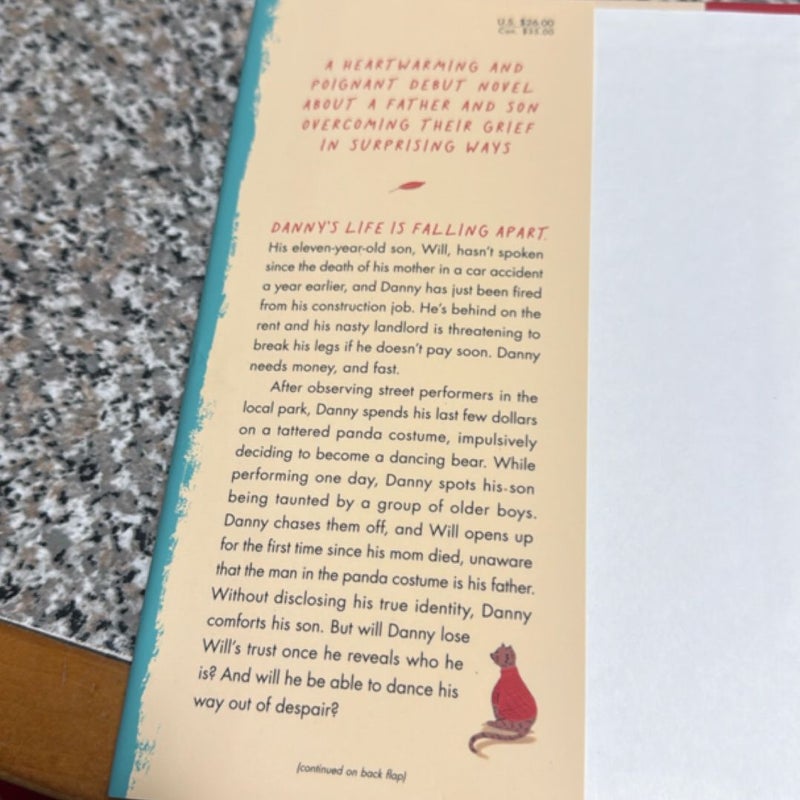 U.S. $26.00
Can. $35.00
A HEARTWARMING AND
POIGNANT DEBUT NOVEL
ABOUT A FATHER AND SON
OVERCOMING THEIR GRIEF
IN SURPRISING WAYS
DANNY'S LIFE IS FALLING APART.
His eleven-year-old son, Will, hasn't spoken
since the death of his mother in a car accident
a year earlier, and Danny has just been fired
from his construction job. He's behind on the
rent and his nasty landlord is threatening to
break his legs if he doesn't pay soon. Danny
needs money, and fast.
After observing street performers in the
local park, Danny spends his last few dollars
on a tattered panda costume, impulsively
deciding to become a dancing bear. While
performing one day, Danny spots his son
being taunted by a group of older boys.
Danny chases them off, and Will opens up
for the first time since his mom died, unaware
that the man in the panda costume is his father.
Without disclosing his true identity, Danny
comforts his son. But will Danny lose
Will's trust once he reveals who he
is? And will he be able to dance his
way out of despair?
(continued on back flap)